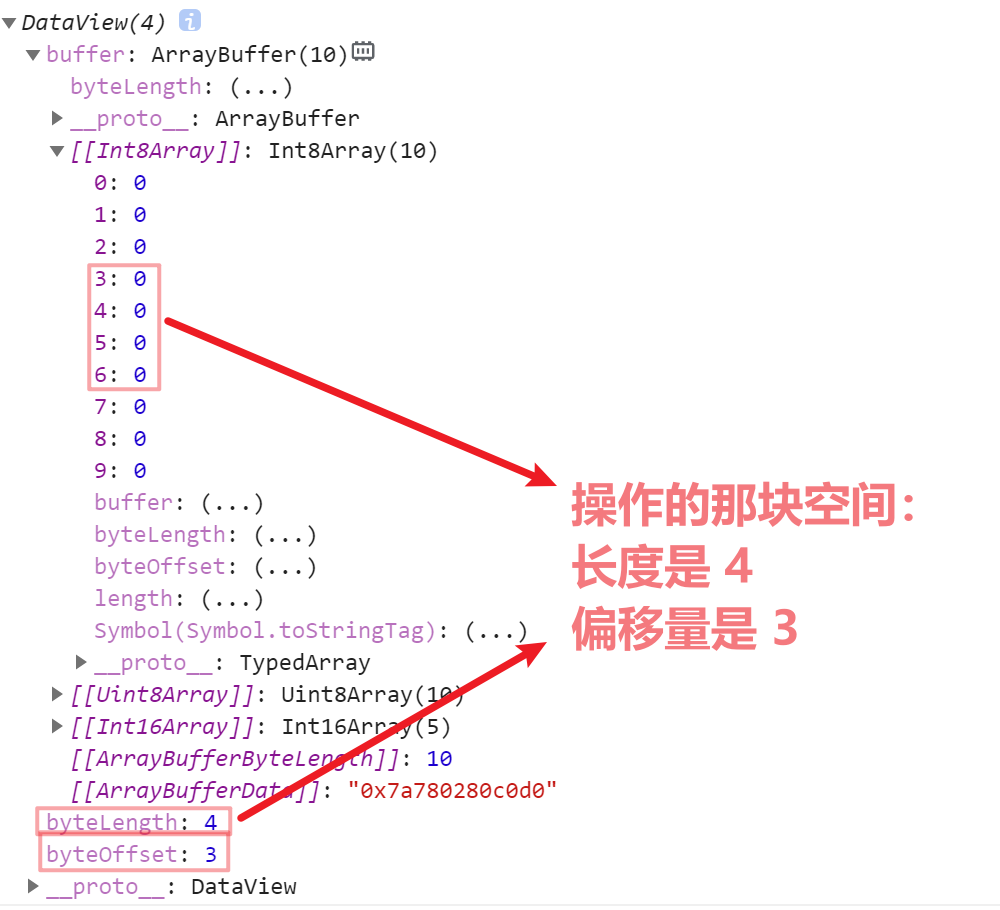 DataView(4) i
buffer: ArrayBuffer(10)
byteLength: (...)
__proto__: ArrayBuffer
[[Int8Array]]: Int8Array(10)
0: 0
1: 0
2: 0
3: 0
4: 0
5: 0
6: 0
7: 0
8: 0
9: 0
buffer: (...)
byteLength: (...)
byteOffset: (...)
length: (...)
Symbol(Symbol.toStringTag): (...)
__proto__: TypedArray
[[Uint8Array]]: Uint8Array(10)
[[Int16Array]]: Int16Array(5)
[[ArrayBufferByteLength]]: 10
[[ArrayBufferData]]: "0x7a780280c0d0"
byteLength: 4
byteOffset: 3
__proto__: DataView
操作的那块空间：
长度是 4
偏移量是 3